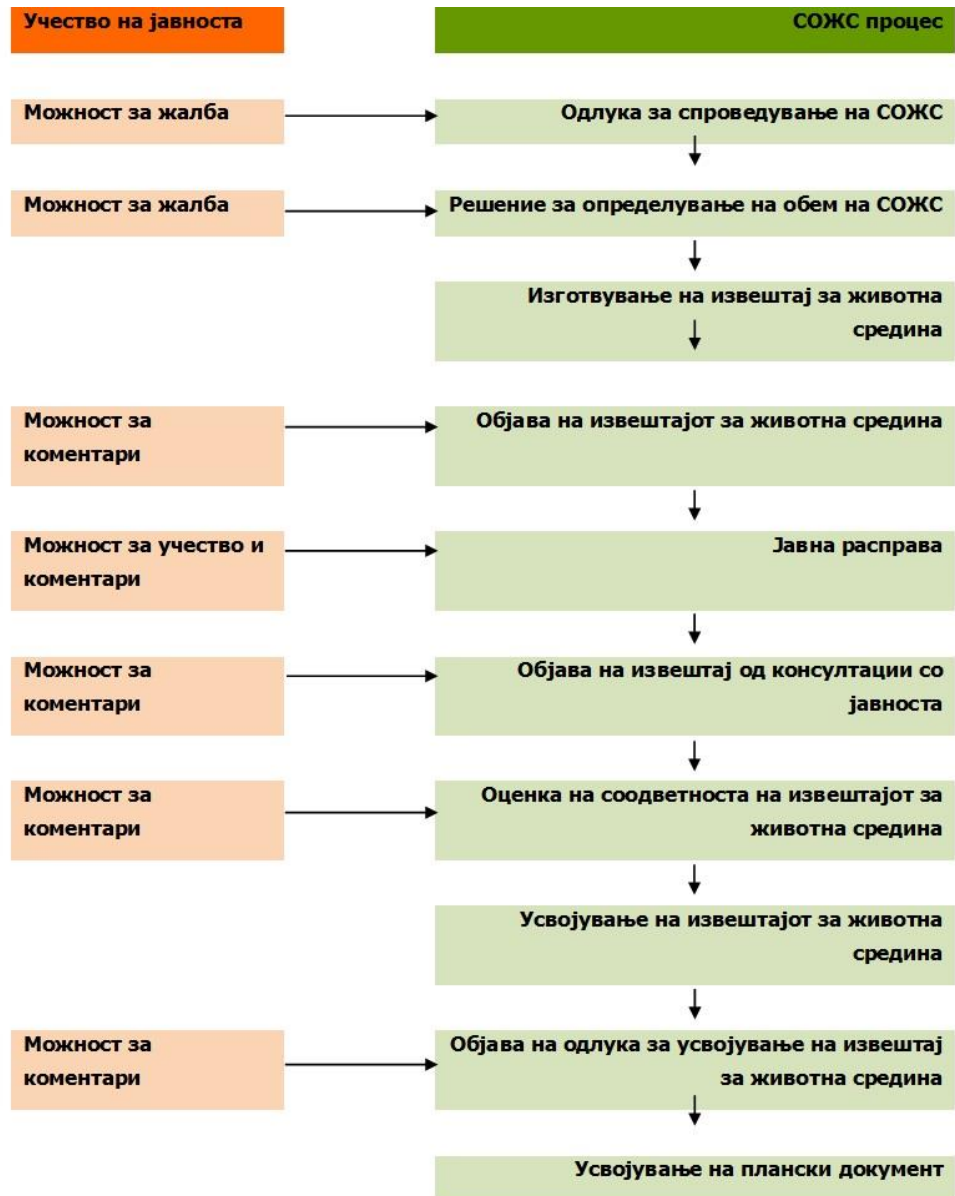 Учество на јавноста
СОЖС процес
Можност за жалба
Одлука за спроведување на СОЖС
Можност за жалба
Решение за определување на обем на СОЖС
Изготвување на извештај за животна
средина
Можност за
коментари
Објава на извештајот за животна средина
Можност за учество и
коментари
Јавна расправа
Можност за
коментари
Објава на извештај од консултации со
јавноста
Можност за
коментари
Оценка на соодветноста на извештајот за
животна средина
Усвојување на извештајот за животна
средина
Можност за
коментари
Објава на одлука за усвојување на извештај
за животна средина
Усвојување на плански документ